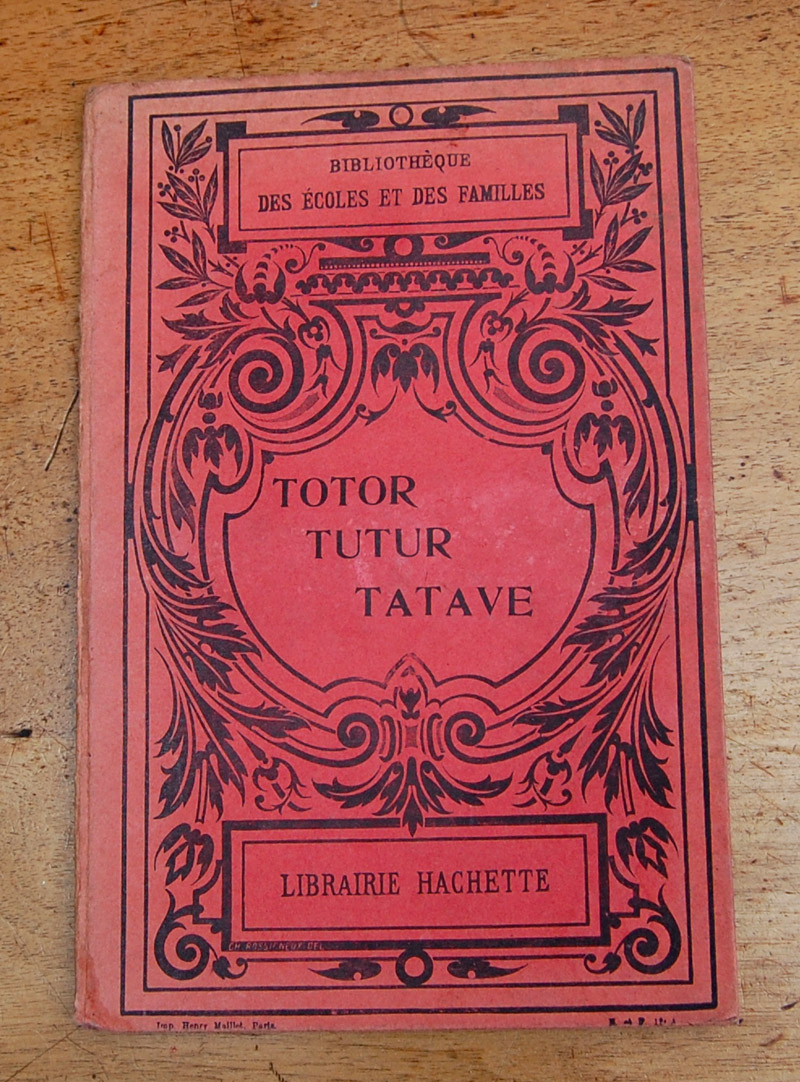 BIBLIOTHÈQUE
DES ÉCOLES ET DES FAMILLES
TOTOR
TUTUR
TATAVE
LIBRAIRIE HACHETTE
CH. ROSSIGNEUX DEL.
Imp. Henry Maillet, Paris.